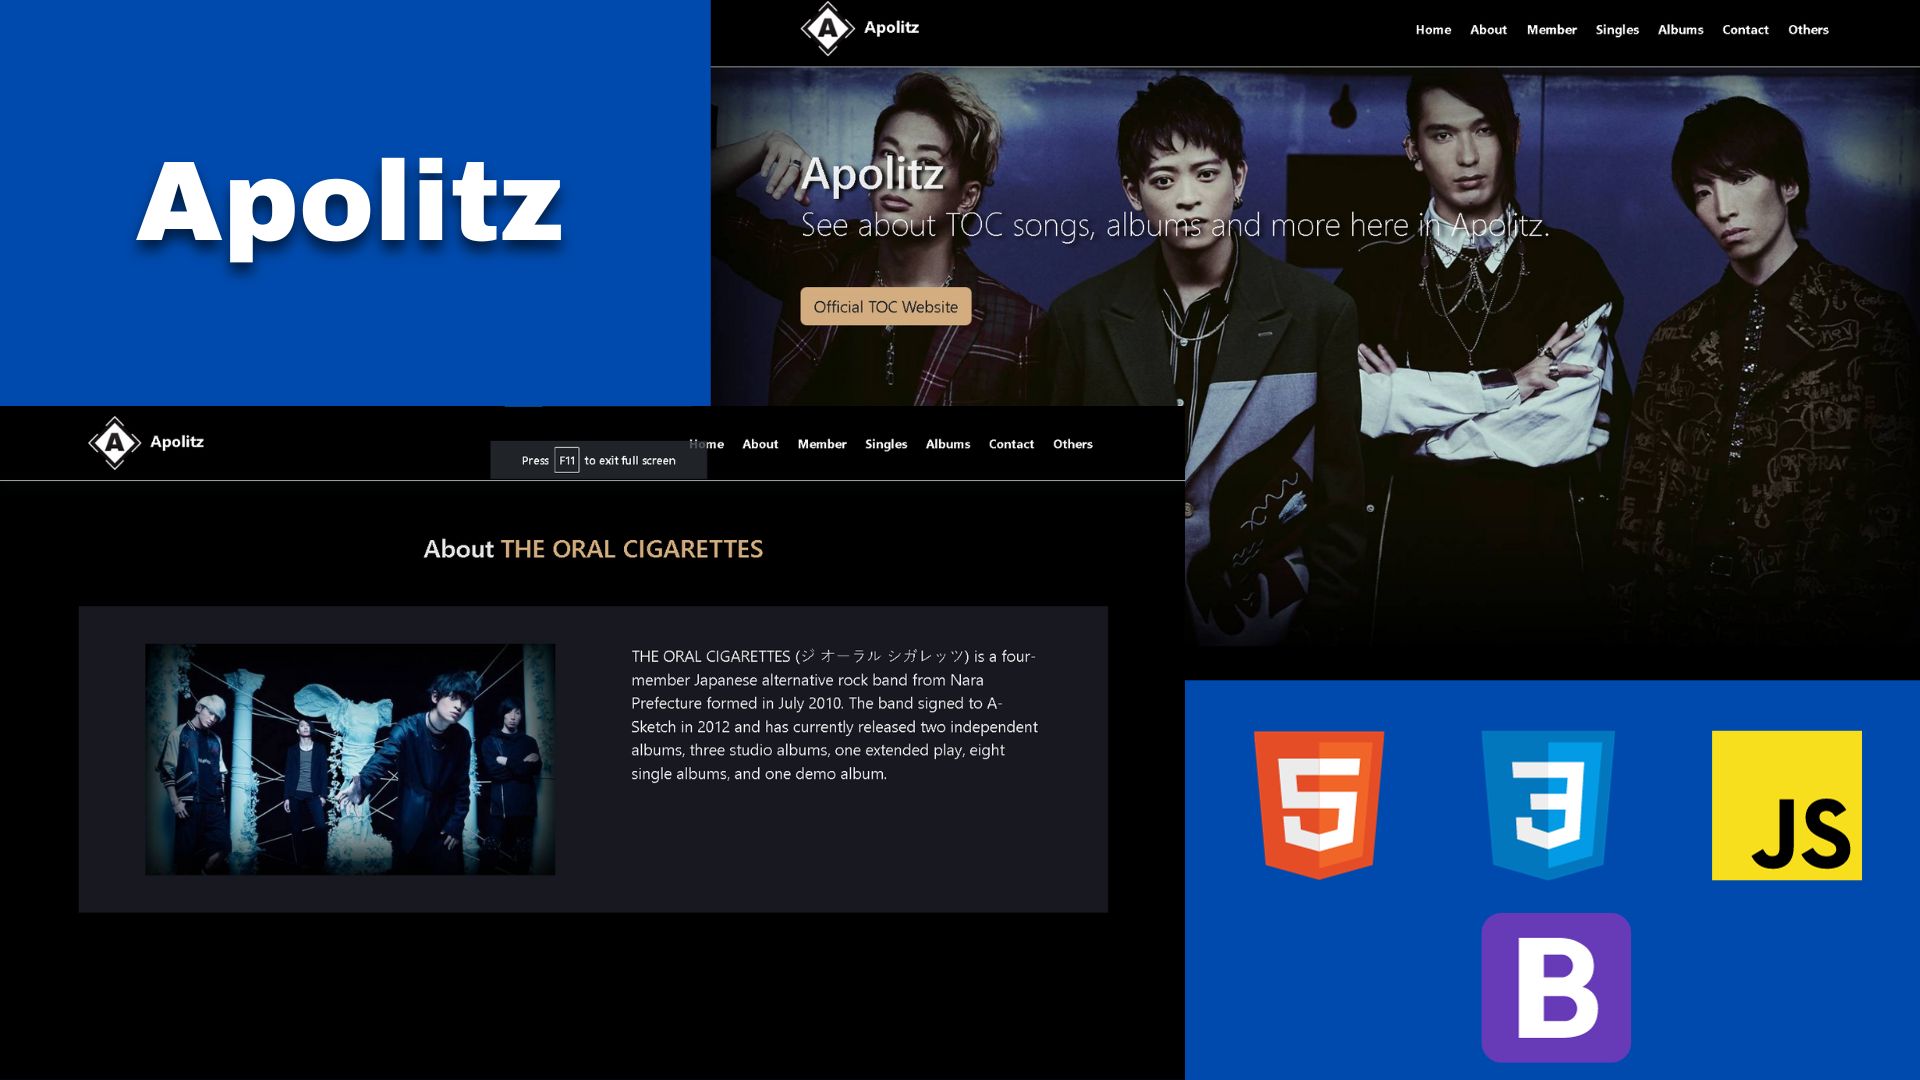 Apolitz
A
Apolitz
Home About Member Singles Albums Contact Others
Apolitz
See about TOC songs, albums and more here in Apolitz.
Official TOC Website
A
Apolitz
Home About Member Singles Albums Contact Others
Press F11 to exit full screen
About THE ORAL CIGARETTES
THE ORAL CIGARETTES (ジ オーラル シガレッツ) is a four-
member Japanese alternative rock band from Nara
Prefecture formed in July 2010. The band signed to A-
Sketch in 2012 and has currently released two independent
albums, three studio albums, one extended play, eight
single albums, and one demo album.
5
3
JS
B